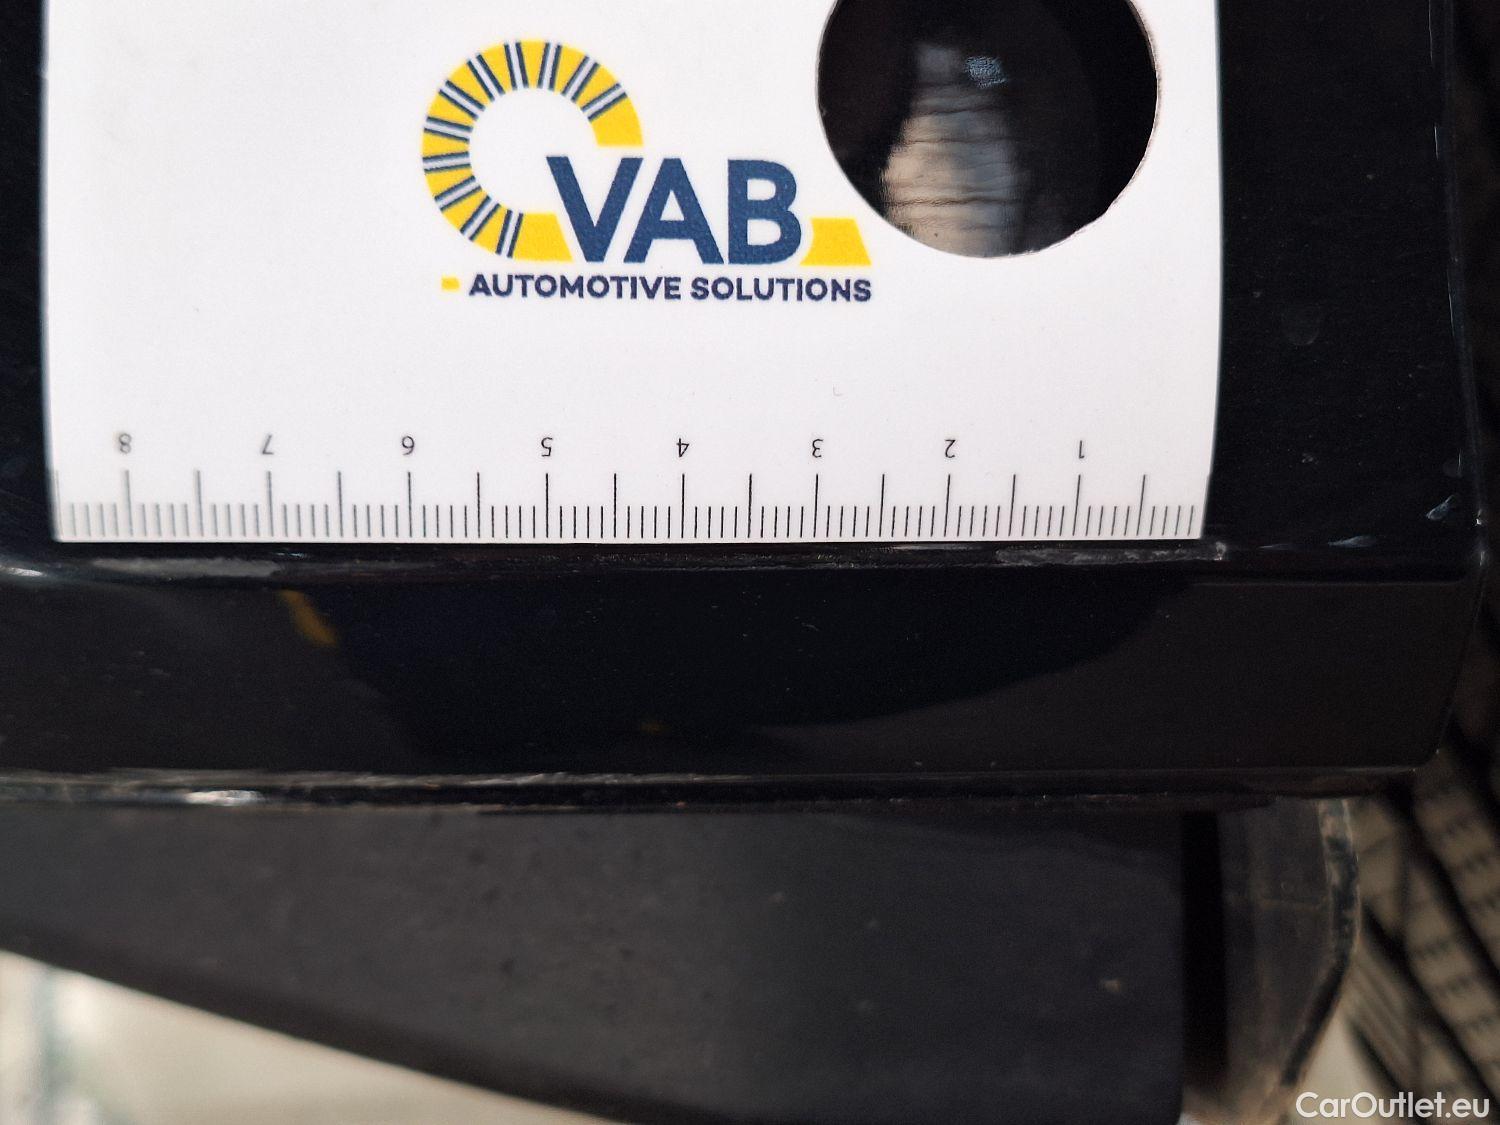 VAB
AUTOMOTIVE SOLUTIONS
8 7 6 5 4 3 2 1
CarOutlet.eu